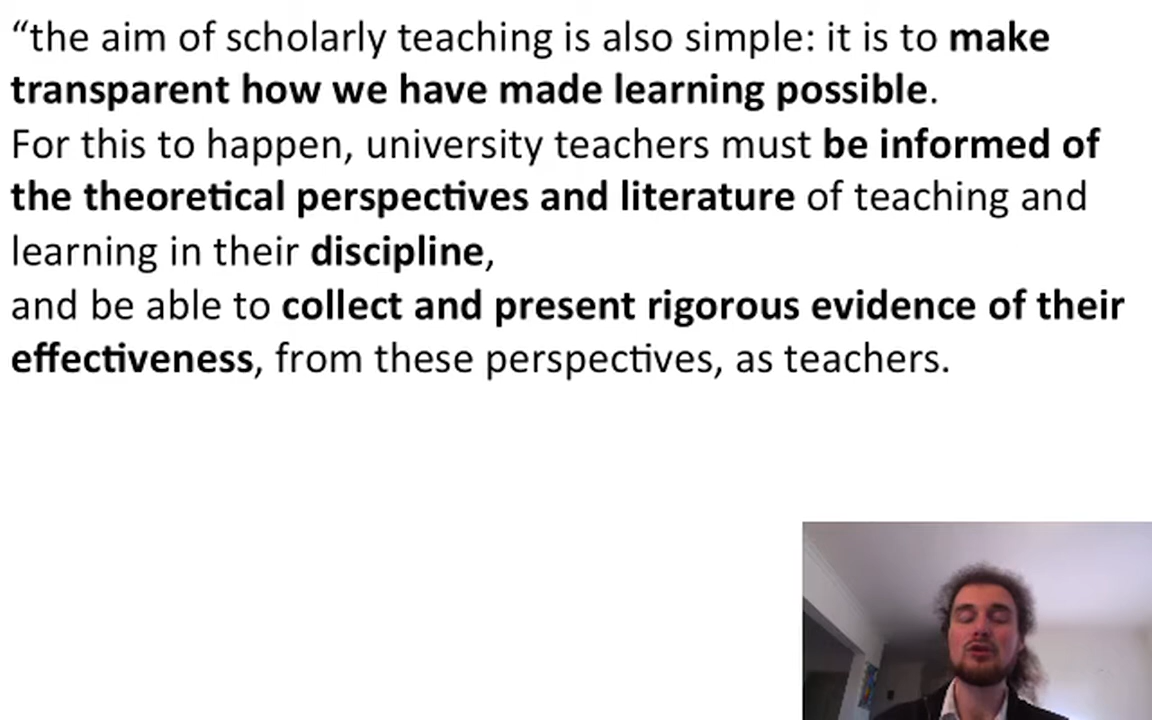 “the aim of scholarly teaching is also simple: it is to make
transparent how we have made learning possible.
For this to happen, university teachers must be informed of
the theoretical perspectives and literature of teaching and
learning in their discipline,
and be able to collect and present rigorous evidence of their
effectiveness, from these perspectives, as teachers.